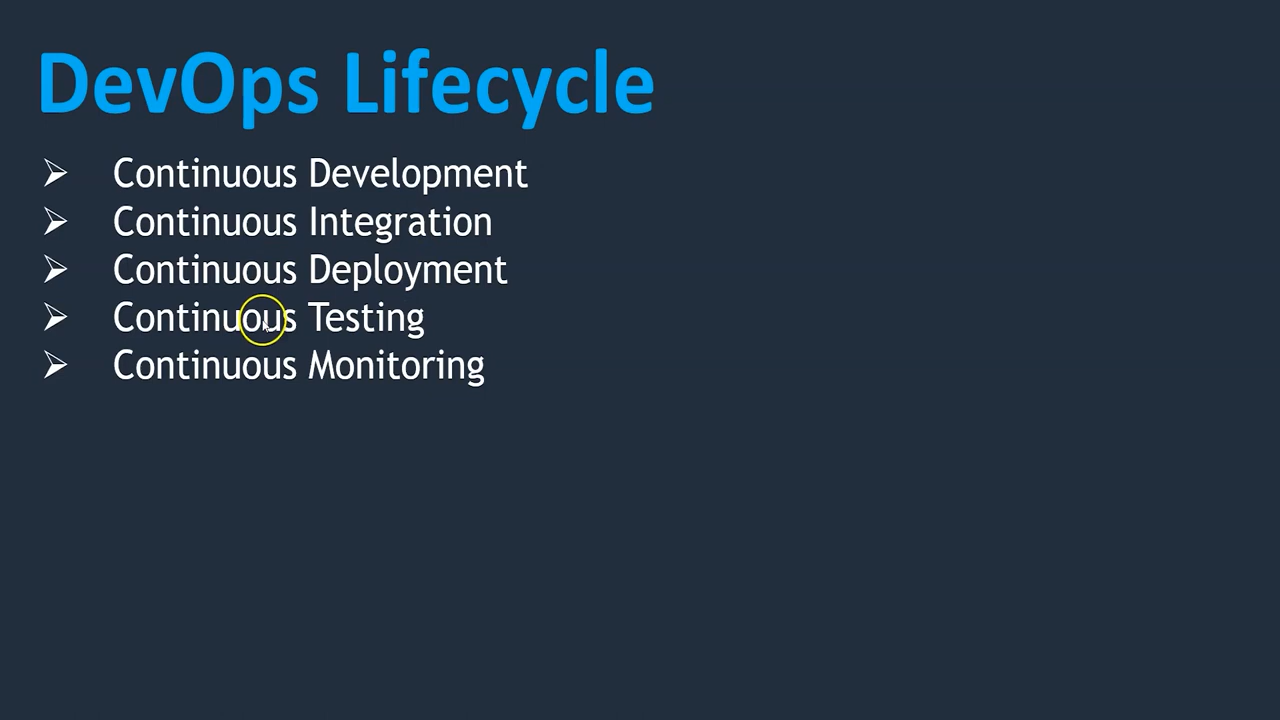 DevOps Lifecycle
➢ Continuous Development
➢ Continuous Integration
➢ Continuous Deployment
➢ Continuous Testing
➢ Continuous Monitoring